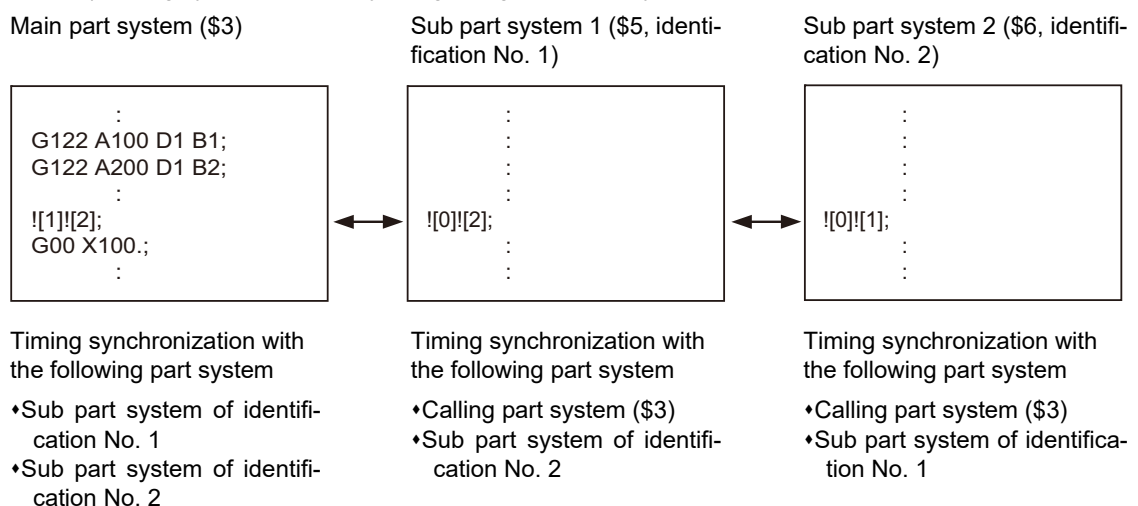 Main part system ($3)
Sub part system 1 ($5, identi-
fication No. 1)
Sub part system 2 ($6, identifi-
cation No. 2)
:
G122 A100 D1 B1;
G122 A200 D1 B2;
:
![1]![2];
G00 X100.;
:
:
:
:
:
![0]![2];
:
:
:
:
:
:
![0]![1];
:
:
Timing synchronization with
the following part system
◆Sub part system of identifi-
cation No. 1
◆Sub part system of identifi-
cation No. 2
Timing synchronization with
the following part system
◆Calling part system ($3)
◆Sub part system of identifi-
cation No. 2
Timing synchronization with
the following part system
◆Calling part system ($3)
◆Sub part system of identifica-
tion No. 1